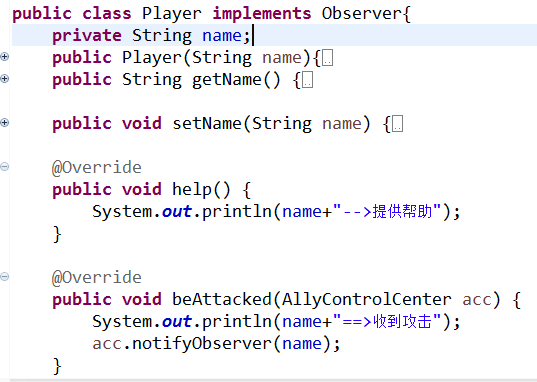 public class Player implements Observer{
    private String name;
    public Player(String name){
    public String getName() {
    public void setName(String name) {
    @Override
    public void help() {
        System.out.println(name+"-->提供帮助");
    }
    @Override
    public void beAttacked(AllyControlCenter acc) {
        System.out.println(name+"==>收到攻击");
        acc.notifyObserver(name);
    }